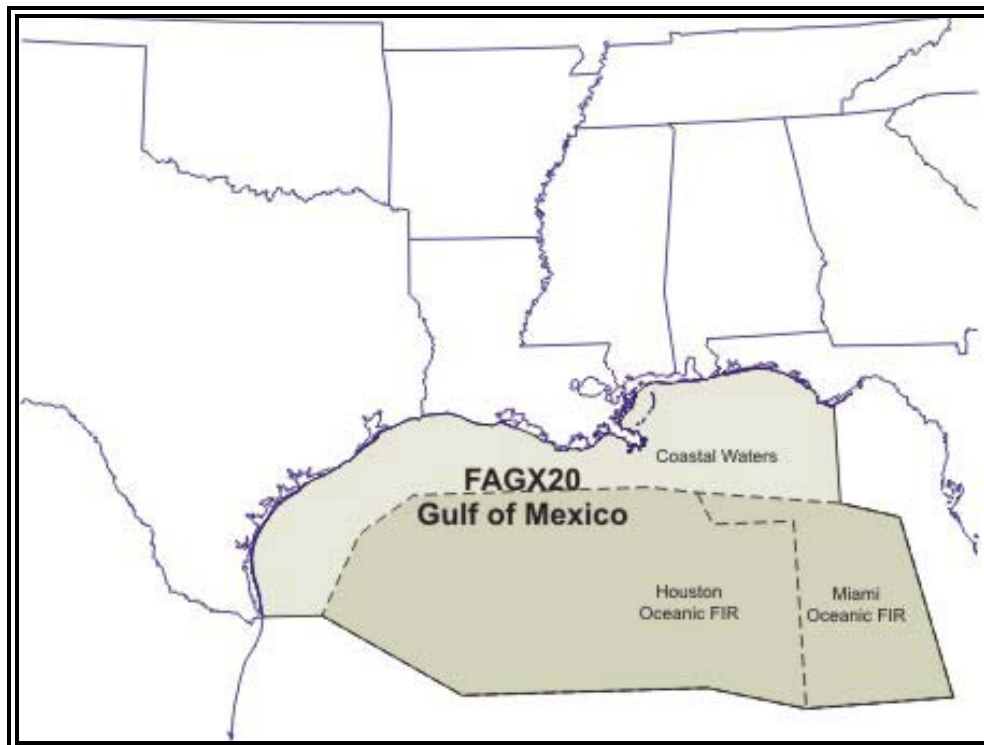 Coastal Waters
FAGX20
Gulf of Mexico
Houston
Oceanic FIR
Miami
Oceanic FIR